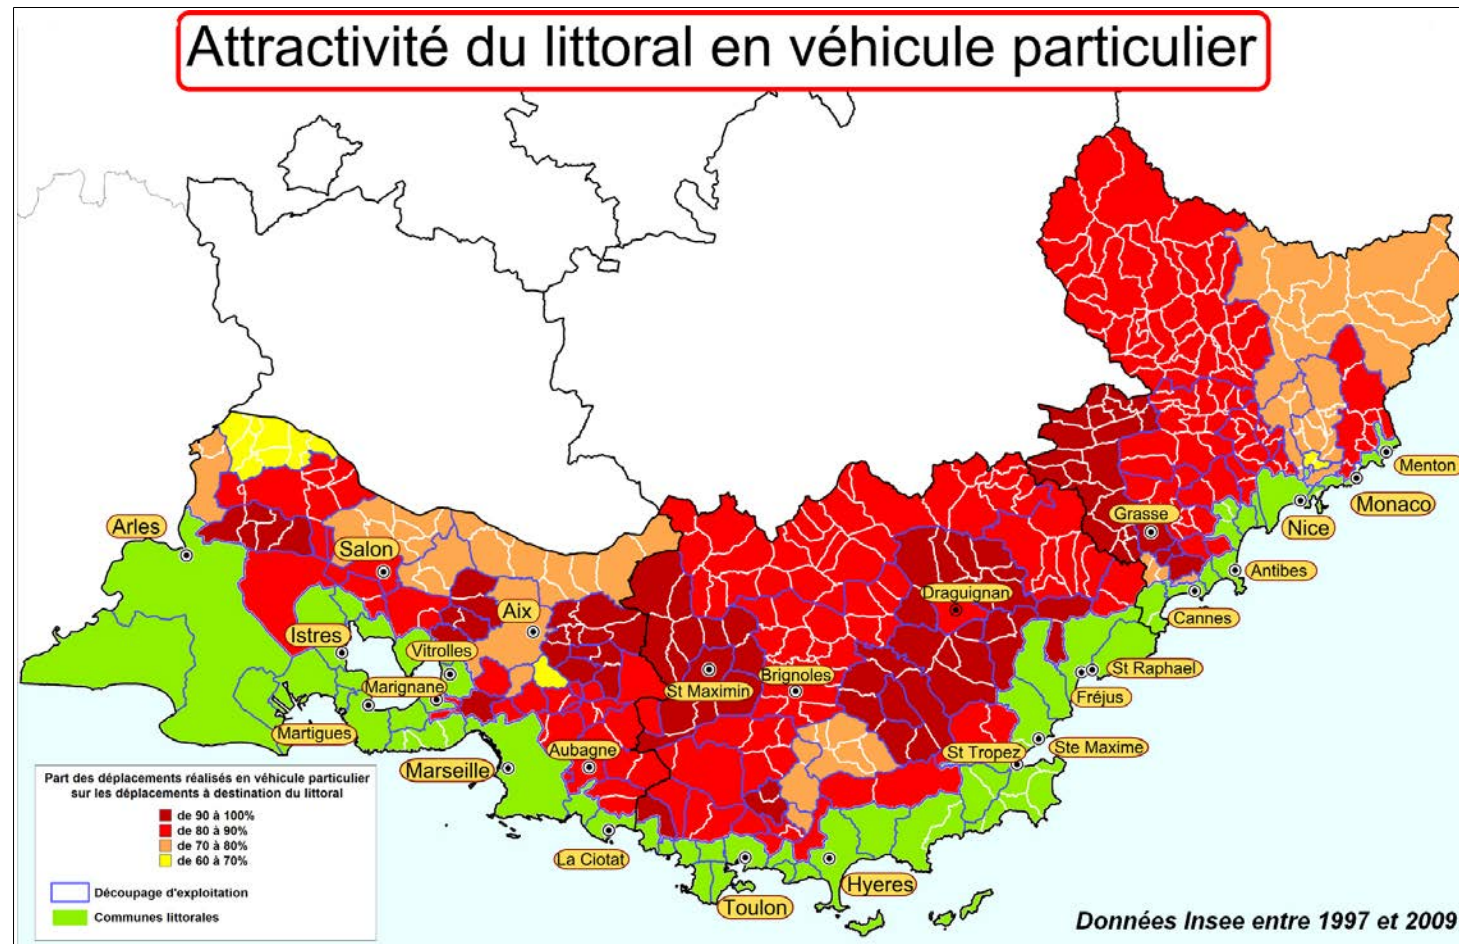 Attractivité du littoral en véhicule particulier
Arles
Salon
Istres
Aix
Vitrolles
Marignane
Martigues
Marseille
Aubagne
La Ciotat
St Maximin
Brignoles
Toulon
Hyeres
Draguignan
St Tropez
Ste Maxime
Fréjus
St Raphael
Grasse
Cannes
Antibes
Nice
Monaco
Menton
Part des déplacements réalisés en véhicule particulier
sur les déplacements à destination du littoral
de 90 à 100%
de 80 à 90%
de 70 à 80%
de 60 à 70%
Découpage d'exploitation
Communes littorales
Données Insee entre 1997 et 2009